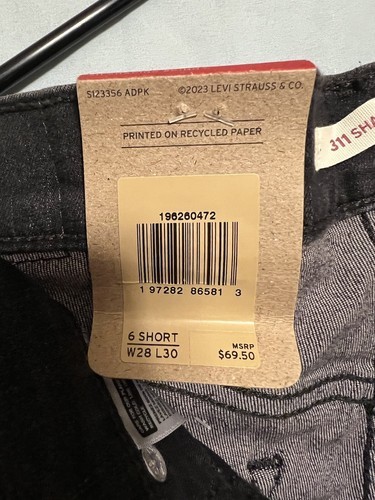 S123356 ADPK ©2023 LEVI STRAUSS & CO.
PRINTED ON RECYCLED PAPER
311 SHA
196260472
1 97282 86581 3
6 SHORT
W28 L30
MSRP
$69.50